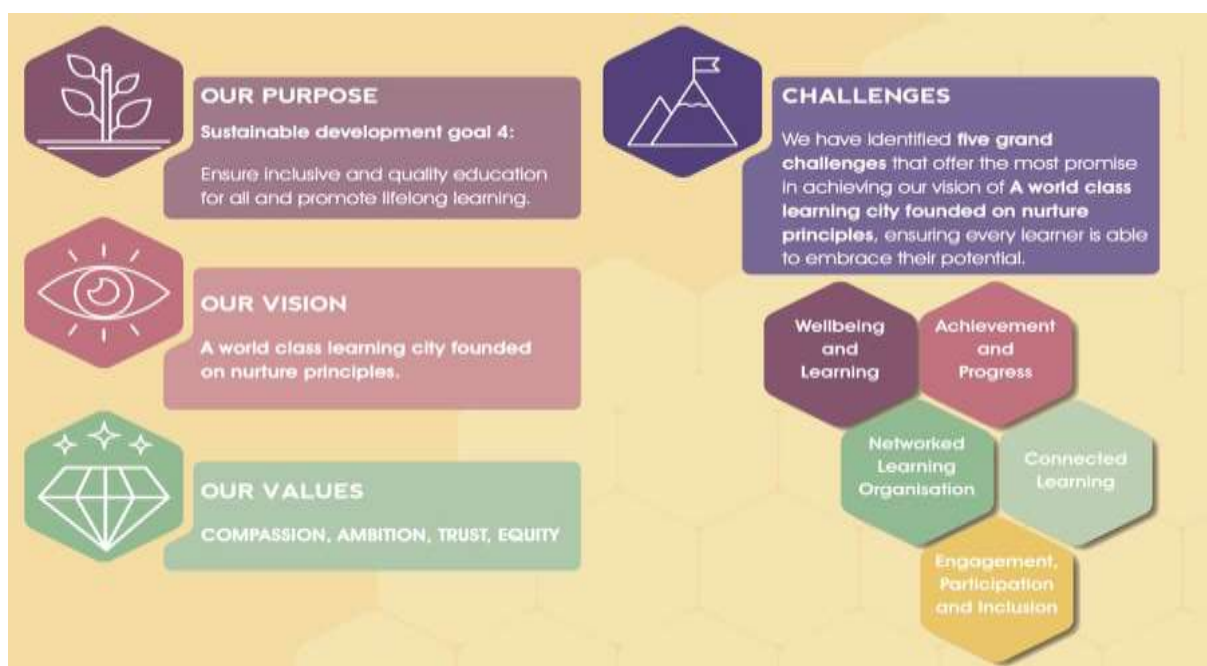 OUR PURPOSE
Sustainable development goal 4:
Ensure inclusive and quality education
for all and promote lifelong learning.
OUR VISION
A world class learning city founded
on nurture principles.
OUR VALUES
COMPASSION, AMBITION, TRUST, EQUITY
CHALLENGES
We have identified five grand
challenges that offer the most promise
in achieving our vision of A world class
learning city founded on nurture
principles, ensuring every learner is able
to embrace their potential.
Wellbeing
and
Learning
Achievement
and
Progress
Networked
Learning
Organisation
Connected
Learning
Engagement,
Participation
and Inclusion